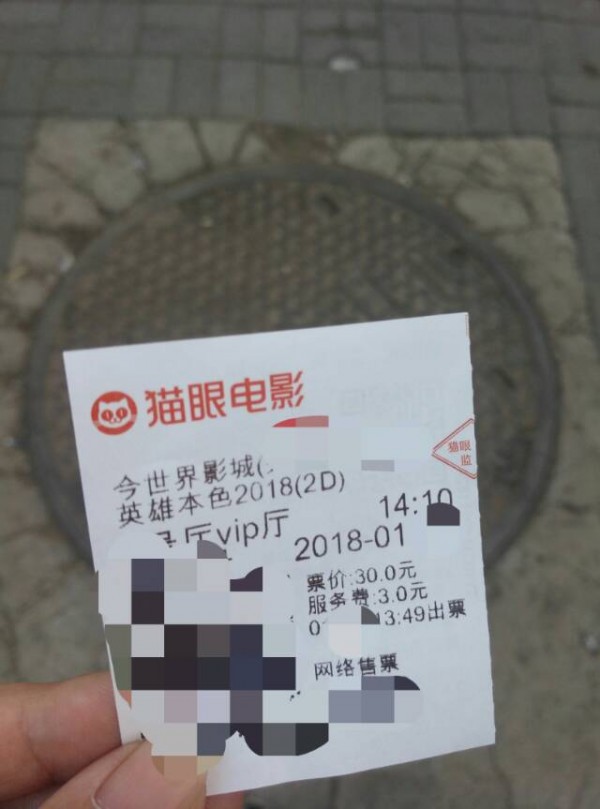 猫眼电影
猫眼
监
今世界影城(
英雄本色2018(2D)
厅vip厅
14:10
2018-01
票价:30.0元
服务费:3.0元
0 13:49出票
网络售票